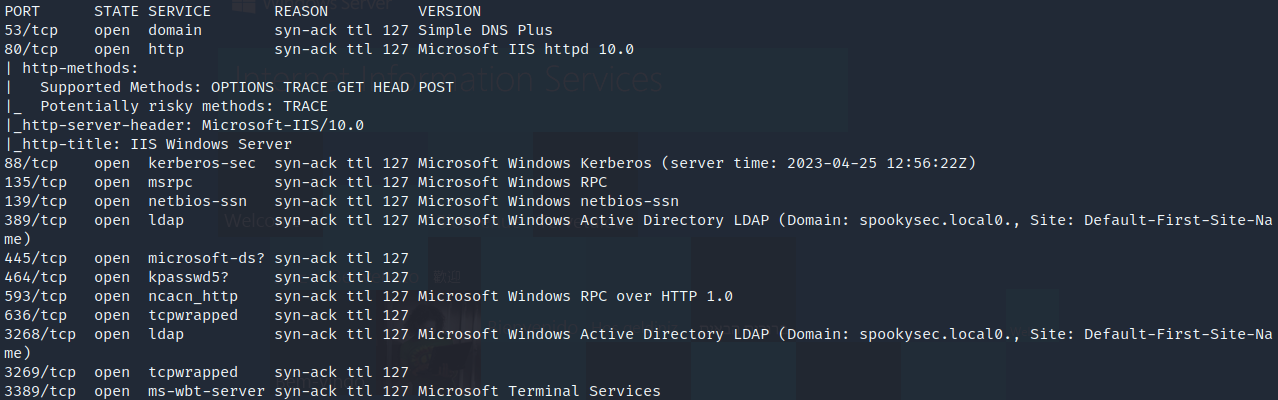 PORT STATE SERVICE REASON VERSION
53/tcp open domain syn-ack ttl 127 Simple DNS Plus
80/tcp open http syn-ack ttl 127 Microsoft IIS httpd 10.0
| http-methods:
| Supported Methods: OPTIONS TRACE GET HEAD POST
|_ Potentially risky methods: TRACE
|_http-server-header: Microsoft-IIS/10.0
|_http-title: IIS Windows Server
88/tcp open kerberos-sec syn-ack ttl 127 Microsoft Windows Kerberos (server time: 2023-04-25 12:56:22Z)
135/tcp open msrpc syn-ack ttl 127 Microsoft Windows RPC
139/tcp open netbios-ssn syn-ack ttl 127 Microsoft Windows netbios-ssn
389/tcp open ldap syn-ack ttl 127 Microsoft Windows Active Directory LDAP (Domain: spookysec.local0., Site: Default-First-Site-Na
me)
445/tcp open microsoft-ds? syn-ack ttl 127
464/tcp open kpasswd5? syn-ack ttl 127
593/tcp open ncacn_http syn-ack ttl 127 Microsoft Windows RPC over HTTP 1.0
636/tcp open tcpwrapped syn-ack ttl 127
3268/tcp open ldap syn-ack ttl 127 Microsoft Windows Active Directory LDAP (Domain: spookysec.local0., Site: Default-First-Site-Na
me)
3269/tcp open tcpwrapped syn-ack ttl 127
3389/tcp open ms-wbt-server syn-ack ttl 127 Microsoft Terminal Services